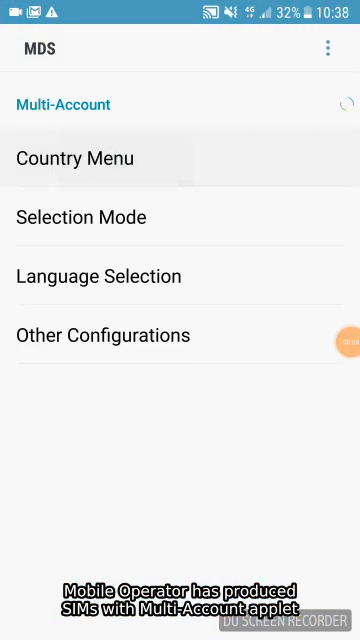 4G 32% 10:38
MDS
Multi-Account
Country Menu
Selection Mode
Language Selection
Other Configurations
Mobile Operator has produced
SIMs with Multi-Account applet
DU SCREEN RECORDER